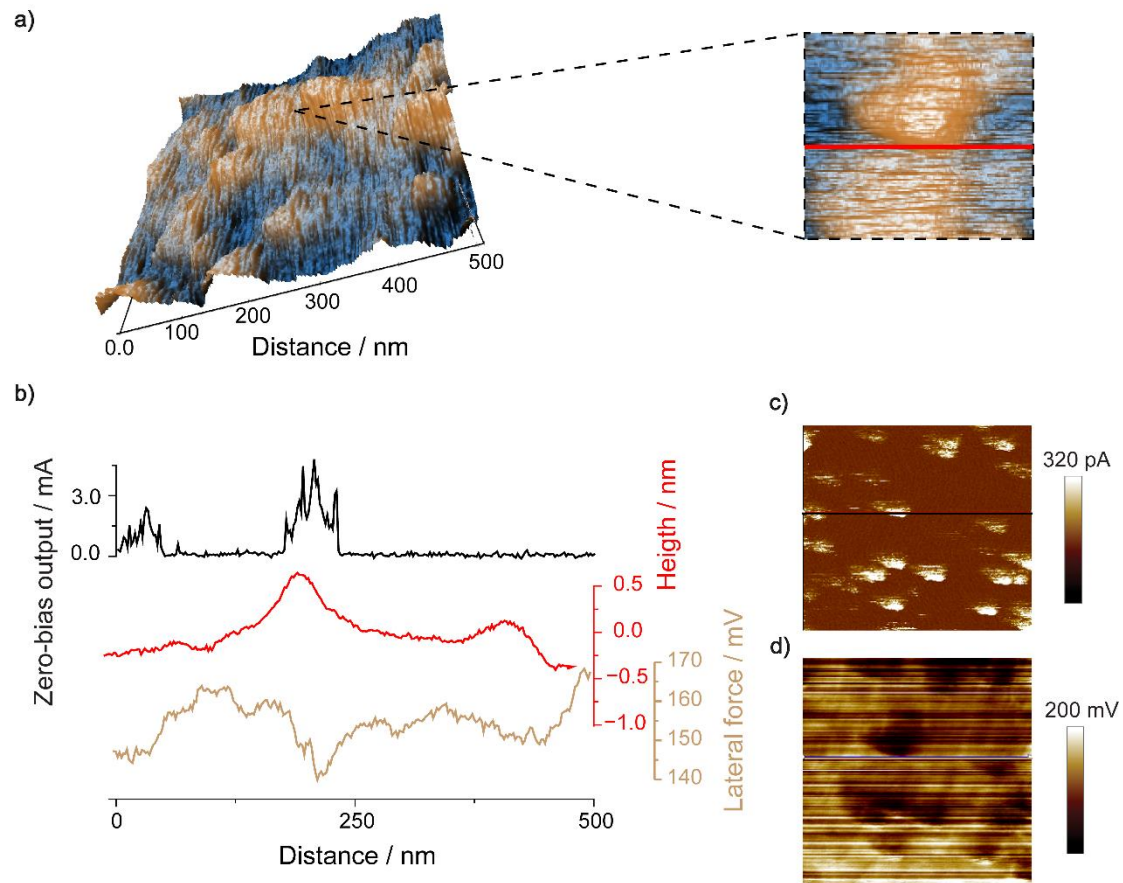 a)
0.0
100
200
300
400
500
Distance / nm
b)
Zero-bias output / mA
3.0
0.0
Heigth / nm
0.5
0.0
−0.5
−1.0
Lateral force / mV
170
160
150
140
0
250
500
Distance / nm
c)
320 pA
d)
200 mV